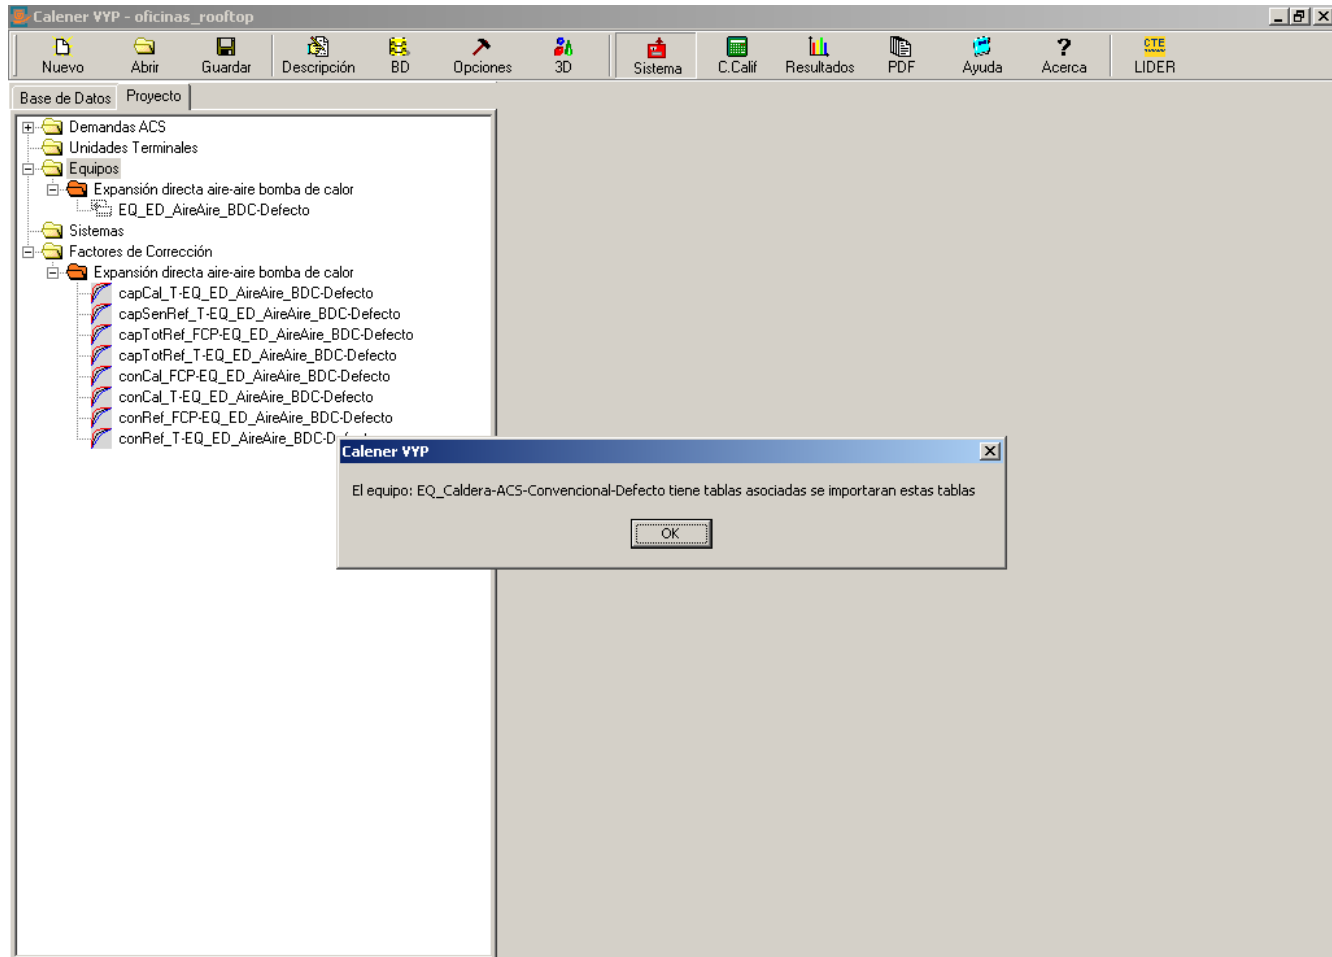 Calener VYP - oficinas_rooftop
Nuevo Abrir Guardar Descripción BD Opciones 3D Sistema C.Calif Resultados PDF Ayuda Acerca CTE LIDER
Base de Datos Proyecto
Demandas ACS
Unidades Terminales
Equipos
Expansión directa aire-aire bomba de calor
EQ_ED_AireAire_BDC-Defecto
Sistemas
Factores de Corrección
Expansión directa aire-aire bomba de calor
capCal_T-EQ_ED_AireAire_BDC-Defecto
capSenRef_T-EQ_ED_AireAire_BDC-Defecto
capTotRef_FCP-EQ_ED_AireAire_BDC-Defecto
capTotRef_T-EQ_ED_AireAire_BDC-Defecto
conCal_FCP-EQ_ED_AireAire_BDC-Defecto
conCal_T-EQ_ED_AireAire_BDC-Defecto
conRef_FCP-EQ_ED_AireAire_BDC-Defecto
conRef_T-EQ_ED_AireAire_BDC-D
Calener VYP
El equipo: EQ_Caldera-ACS-Convencional-Defecto tiene tablas asociadas se importaran estas tablas
OK